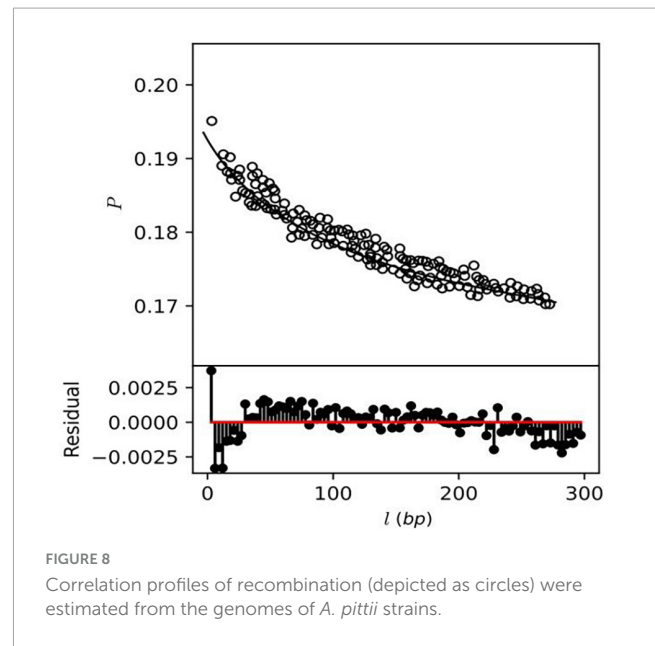 0.20
0.19
P
0.18
0.17
0.0025
Residual
0.0000
−0.0025
0 100 200 300
l (bp)
FIGURE 8
Correlation profiles of recombination (depicted as circles) were
estimated from the genomes of A. pittii strains.